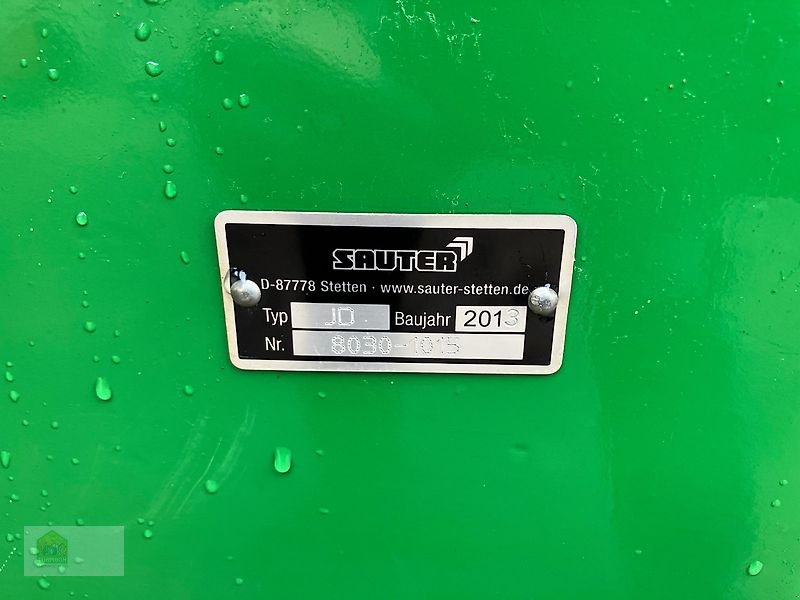 SAUTER
D-87778 Stetten · www.sauter-stetten.de
Typ JD Baujahr 2013
Nr. 8030-1015